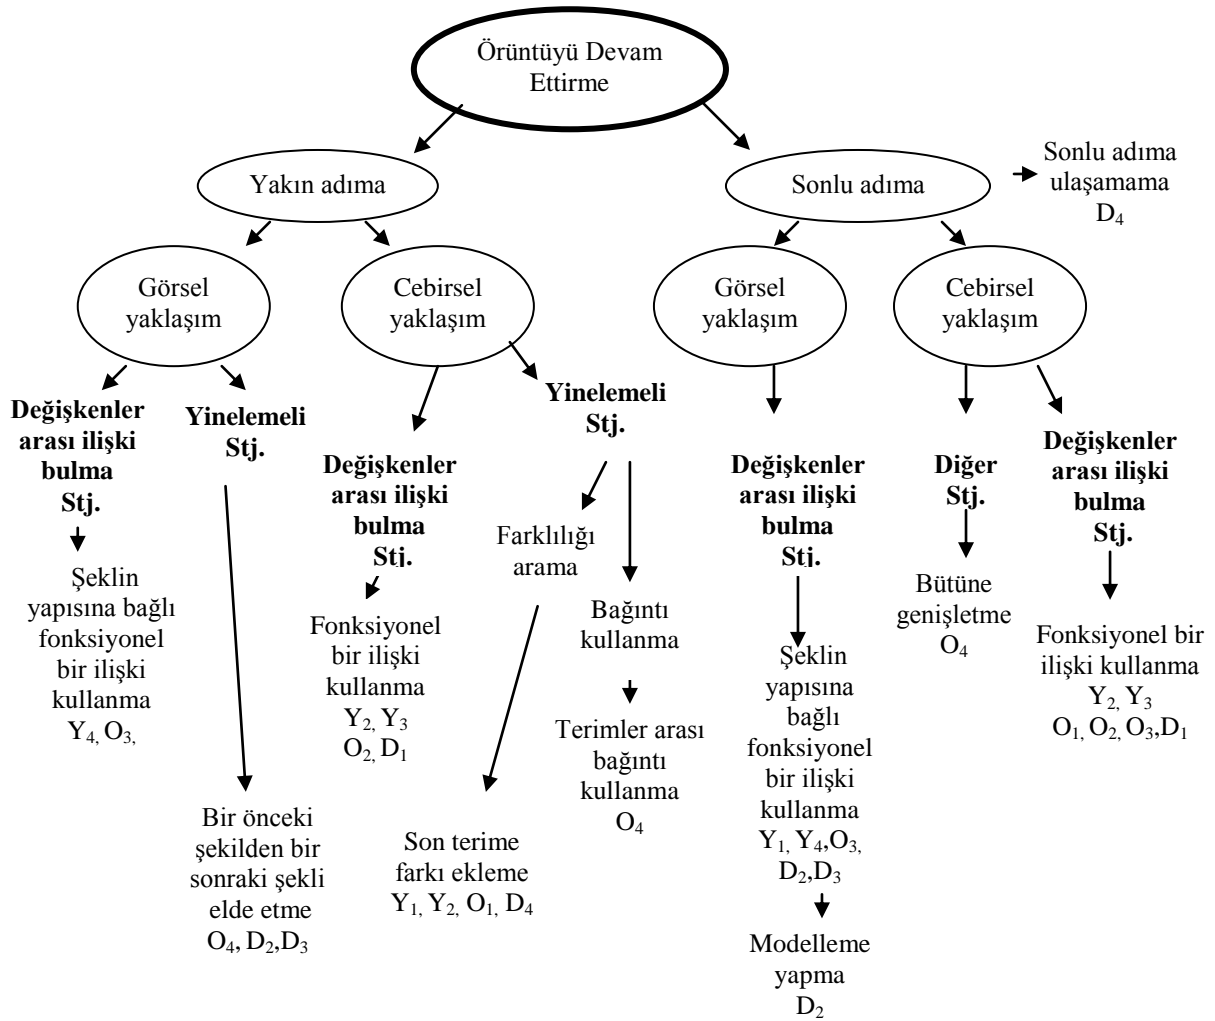 Örüntüyü Devam
Ettirme
Yakın adıma
Sonlu adıma
Sonlu adıma
ulaşamama
D4
Görsel
yaklaşım
Cebirsel
yaklaşım
Görsel
yaklaşım
Cebirsel
yaklaşım
Değişkenler
arası ilişki
bulma
Stj.
Şeklin
yapısına bağlı
fonksiyonel
bir ilişki
kullanma
Y4, O3,
Yinelemeli
Stj.
Bir önceki
şekilden bir
sonraki şekli
elde etme
O4, D2,D3
Değişkenler
arası ilişki
bulma
Stj.
Fonksiyonel
bir ilişki
kullanma
Y2, Y3
O2, D1
Yinelemeli
Stj.
Farklılığı
arama
Son terime
farkı ekleme
Y1, Y2, O1, D4
Bağıntı
kullanma
Terimler arası
bağıntı
kullanma
O4
Değişkenler
arası ilişki
bulma
Stj.
Şeklin
yapısına
bağlı
fonksiyonel
bir ilişki
kullanma
Y1, Y4,O3,
D2,D3
Modelleme
yapma
D2
Diğer
Stj.
Bütüne
genişletme
O4
Değişkenler
arası ilişki
bulma
Stj.
Fonksiyonel bir
ilişki kullanma
Y2, Y3
O1, O2, O3,D1